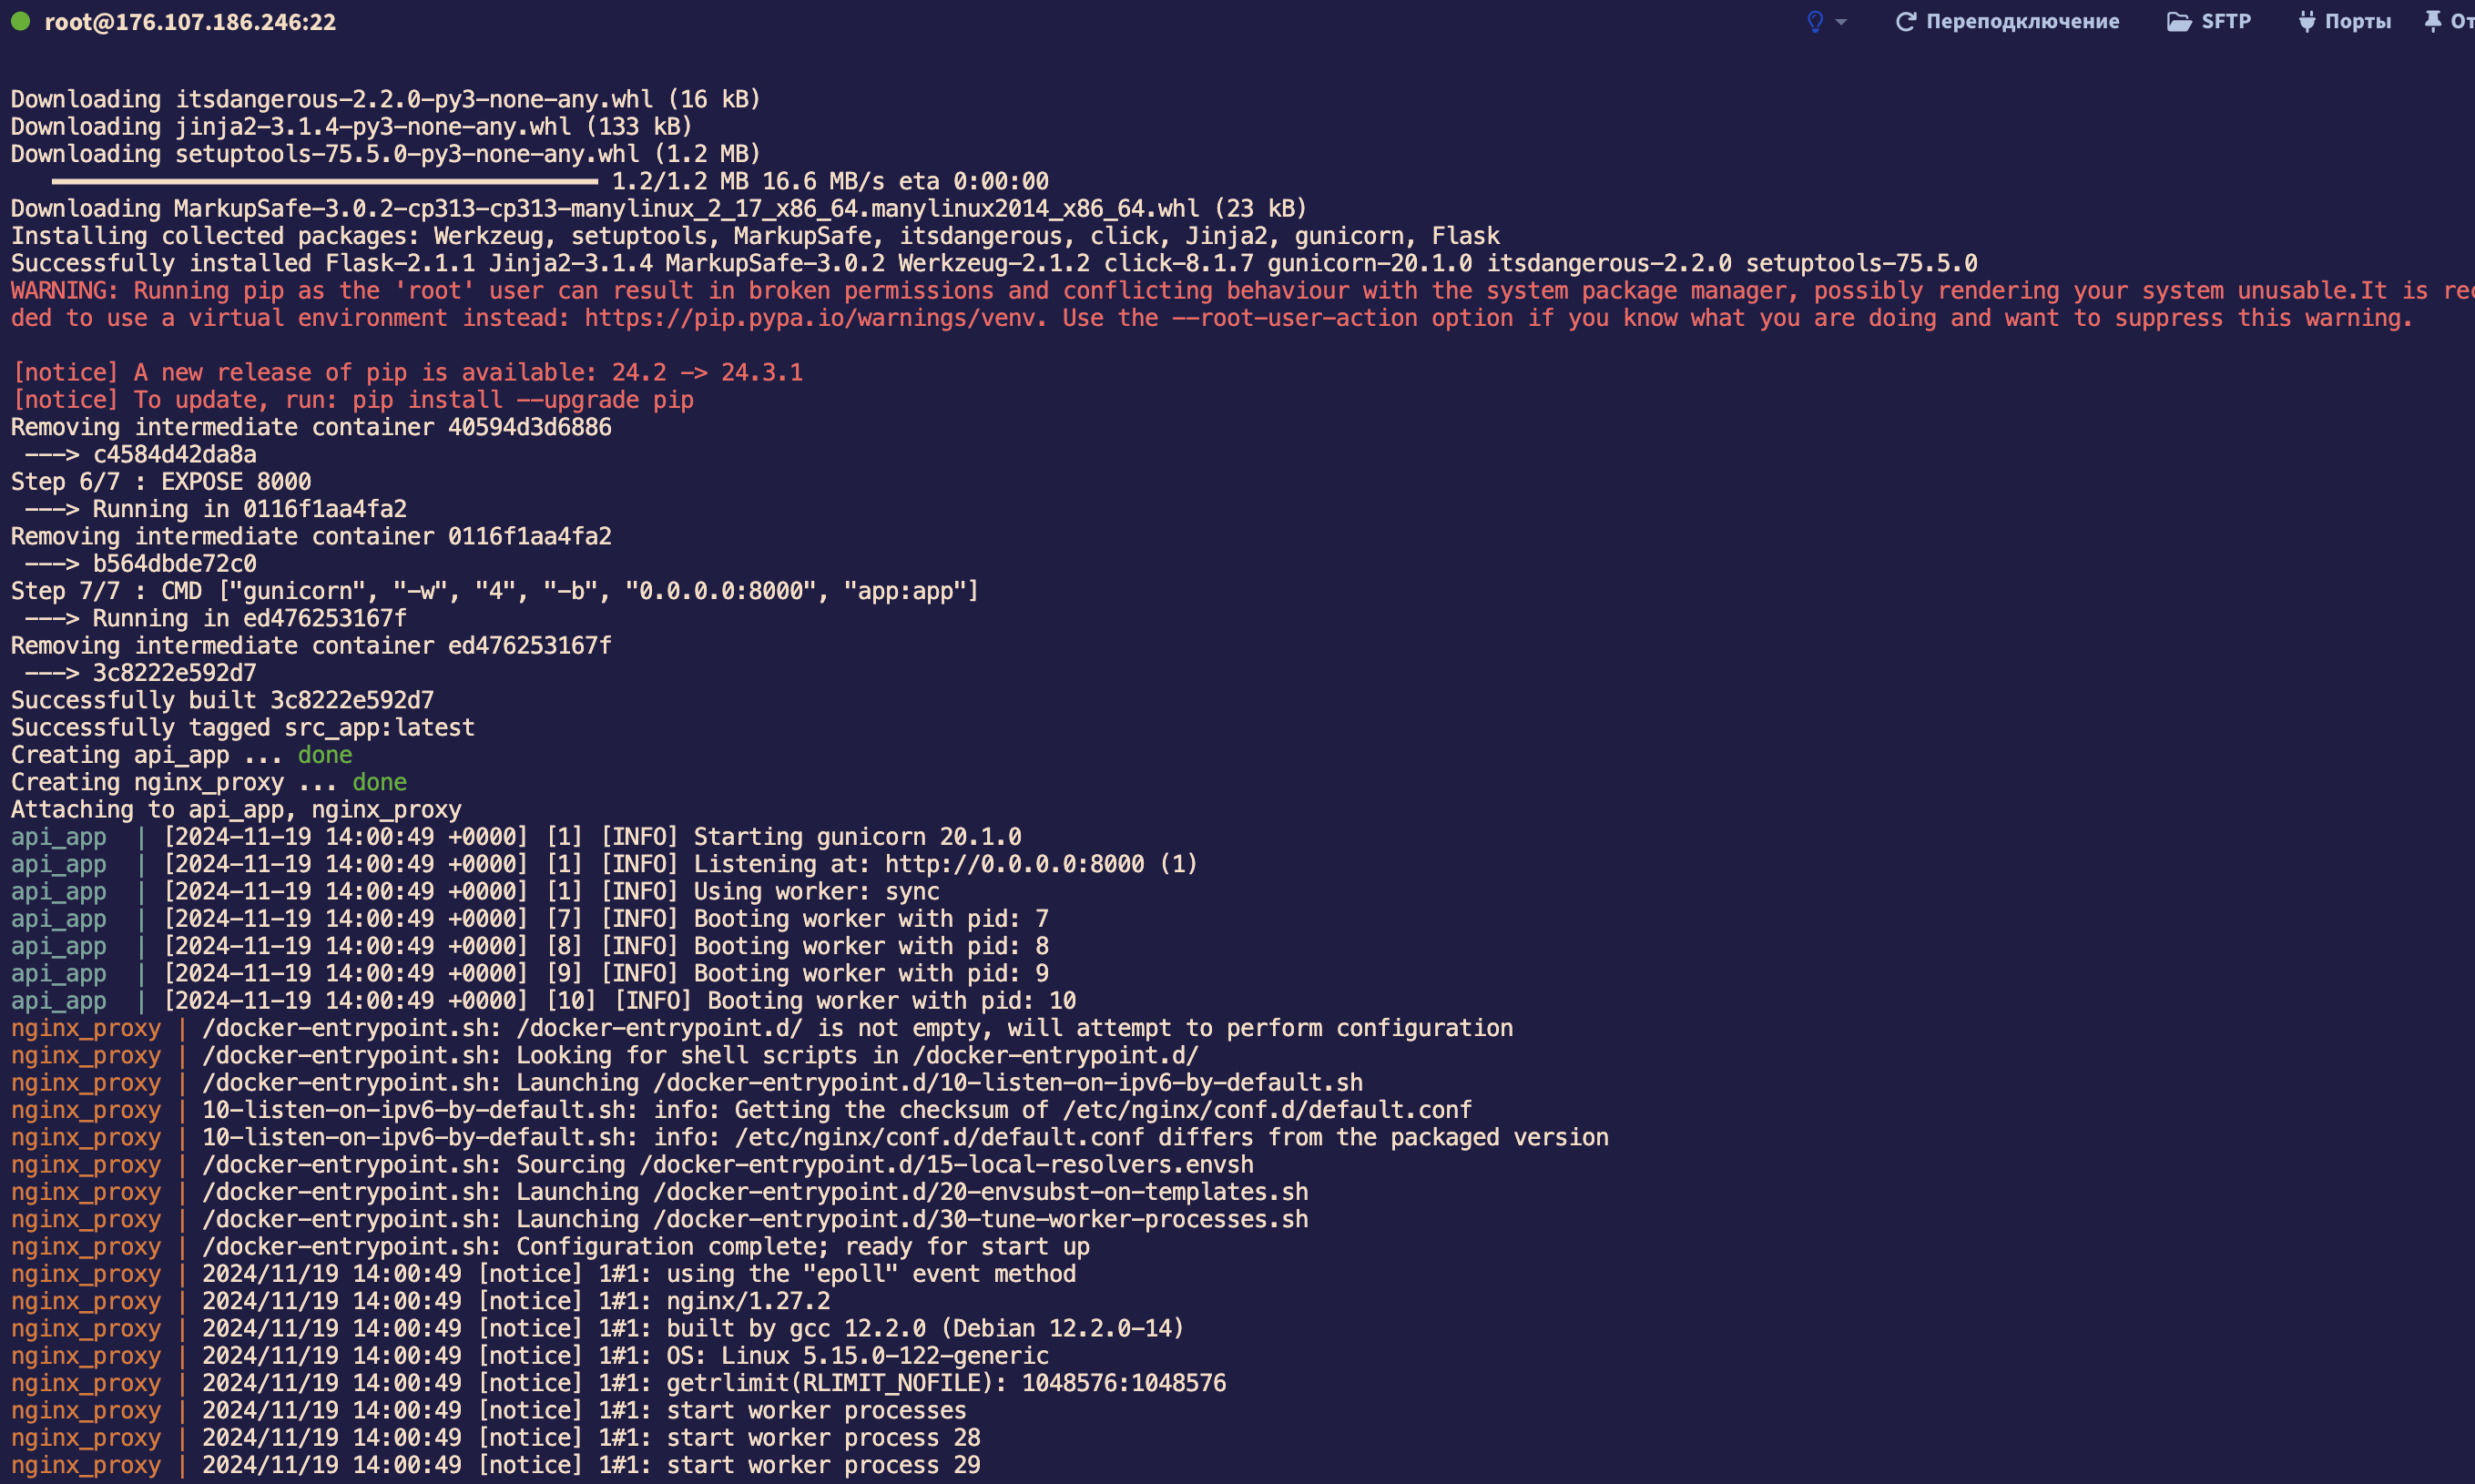 root@176.107.186.246:22
Переподключение SFTP Порты От
Downloading itsdangerous-2.2.0-py3-none-any.whl (16 kB)
Downloading jinja2-3.1.4-py3-none-any.whl (133 kB)
Downloading setuptools-75.5.0-py3-none-any.whl (1.2 MB)
1.2/1.2 MB 16.6 MB/s eta 0:00:00
Downloading MarkupSafe-3.0.2-cp313-cp313-manylinux_2_17_x86_64.manylinux2014_x86_64.whl (23 kB)
Installing collected packages: Werkzeug, setuptools, MarkupSafe, itsdangerous, click, Jinja2, gunicorn, Flask
Successfully installed Flask-2.1.1 Jinja2-3.1.4 MarkupSafe-3.0.2 Werkzeug-2.1.2 click-8.1.7 gunicorn-20.1.0 itsdangerous-2.2.0 setuptools-75.5.0
WARNING: Running pip as the 'root' user can result in broken permissions and conflicting behaviour with the system package manager, possibly rendering your system unusable.It is rec
ded to use a virtual environment instead: https://pip.pypa.io/warnings/venv. Use the --root-user-action option if you know what you are doing and want to suppress this warning.
[notice] A new release of pip is available: 24.2 -> 24.3.1
[notice] To update, run: pip install --upgrade pip
Removing intermediate container 40594d3d6886
---> c4584d42da8a
Step 6/7 : EXPOSE 8000
---> Running in 0116f1aa4fa2
Removing intermediate container 0116f1aa4fa2
---> b564dbde72c0
Step 7/7 : CMD ["gunicorn", "-w", "4", "-b", "0.0.0.0:8000", "app:app"]
---> Running in ed476253167f
Removing intermediate container ed476253167f
---> 3c8222e592d7
Successfully built 3c8222e592d7
Successfully tagged src_app:latest
Creating api_app ... done
Creating nginx_proxy ... done
Attaching to api_app, nginx_proxy
api_app | [2024-11-19 14:00:49 +0000] [1] [INFO] Starting gunicorn 20.1.0
api_app | [2024-11-19 14:00:49 +0000] [1] [INFO] Listening at: http://0.0.0.0:8000 (1)
api_app | [2024-11-19 14:00:49 +0000] [1] [INFO] Using worker: sync
api_app | [2024-11-19 14:00:49 +0000] [7] [INFO] Booting worker with pid: 7
api_app | [2024-11-19 14:00:49 +0000] [8] [INFO] Booting worker with pid: 8
api_app | [2024-11-19 14:00:49 +0000] [9] [INFO] Booting worker with pid: 9
api_app | [2024-11-19 14:00:49 +0000] [10] [INFO] Booting worker with pid: 10
nginx_proxy | /docker-entrypoint.sh: /docker-entrypoint.d/ is not empty, will attempt to perform configuration
nginx_proxy | /docker-entrypoint.sh: Looking for shell scripts in /docker-entrypoint.d/
nginx_proxy | /docker-entrypoint.sh: Launching /docker-entrypoint.d/10-listen-on-ipv6-by-default.sh
nginx_proxy | 10-listen-on-ipv6-by-default.sh: info: Getting the checksum of /etc/nginx/conf.d/default.conf
nginx_proxy | 10-listen-on-ipv6-by-default.sh: info: /etc/nginx/conf.d/default.conf differs from the packaged version
nginx_proxy | /docker-entrypoint.sh: Sourcing /docker-entrypoint.d/15-local-resolvers.envsh
nginx_proxy | /docker-entrypoint.sh: Launching /docker-entrypoint.d/20-envsubst-on-templates.sh
nginx_proxy | /docker-entrypoint.sh: Launching /docker-entrypoint.d/30-tune-worker-processes.sh
nginx_proxy | /docker-entrypoint.sh: Configuration complete; ready for start up
nginx_proxy | 2024/11/19 14:00:49 [notice] 1#1: using the "epoll" event method
nginx_proxy | 2024/11/19 14:00:49 [notice] 1#1: nginx/1.27.2
nginx_proxy | 2024/11/19 14:00:49 [notice] 1#1: built by gcc 12.2.0 (Debian 12.2.0-14)
nginx_proxy | 2024/11/19 14:00:49 [notice] 1#1: OS: Linux 5.15.0-122-generic
nginx_proxy | 2024/11/19 14:00:49 [notice] 1#1: getrlimit(RLIMIT_NOFILE): 1048576:1048576
nginx_proxy | 2024/11/19 14:00:49 [notice] 1#1: start worker processes
nginx_proxy | 2024/11/19 14:00:49 [notice] 1#1: start worker process 28
nginx_proxy | 2024/11/19 14:00:49 [notice] 1#1: start worker process 29